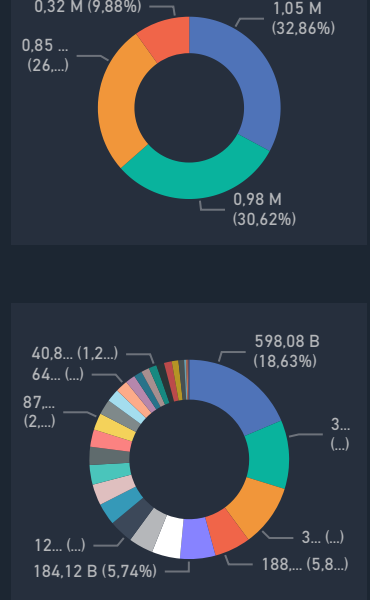 0,32 M (9,88%)
1,05 M
(32,86%)
0,85 ...
(26,...)
0,98 M
(30,62%)
598,08 B
(18,63%)
40,8... (1,2...)
64... (...)
87,...
(2,...)
3...
(...)
12... (...)
3... (...)
184,12 B (5,74%)
188,... (5,8...)